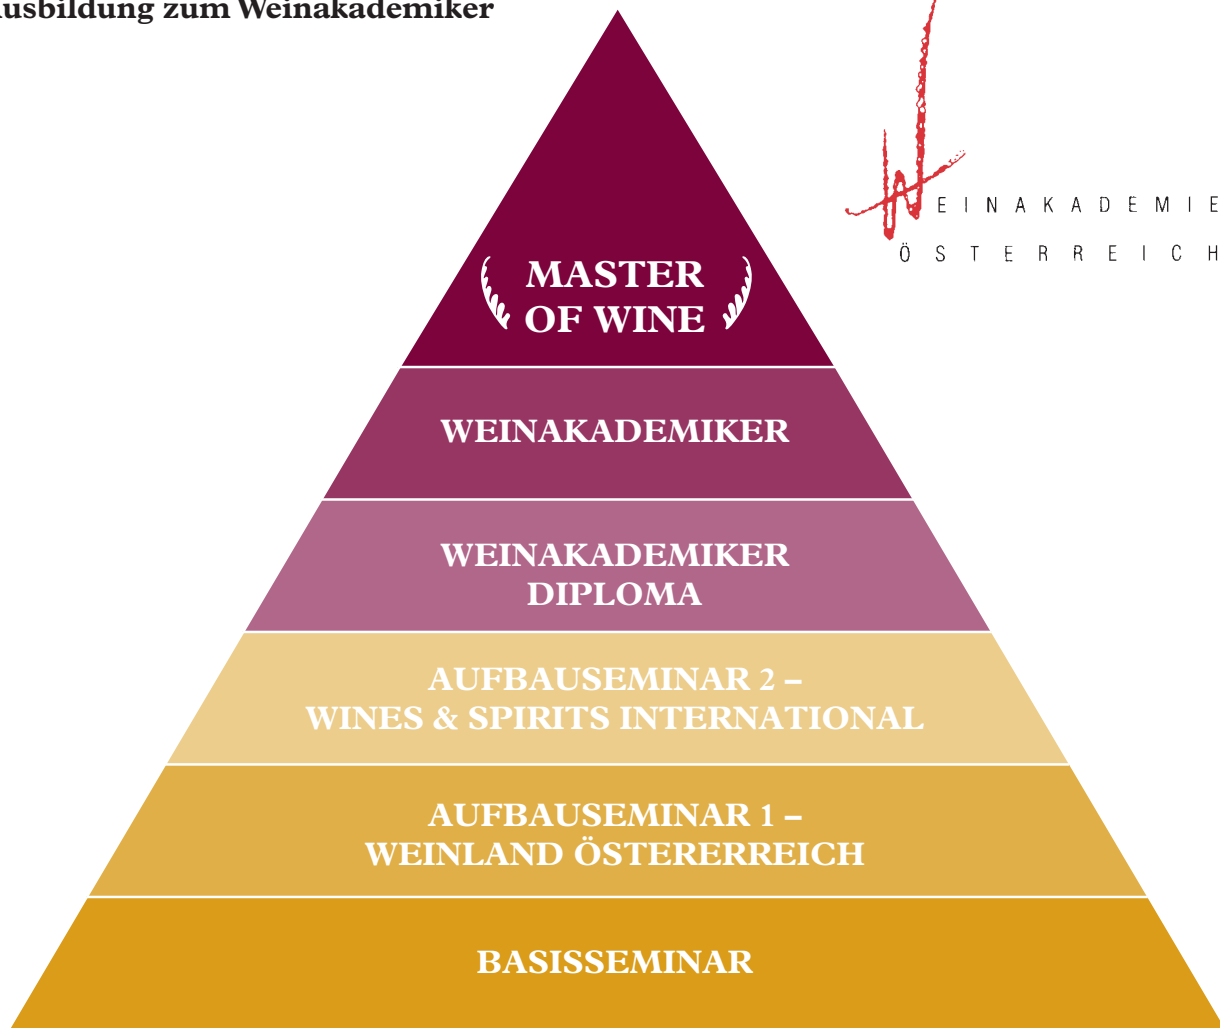 usbildung zum Weinakademiker
WEINAKADEMIE
ÖSTERREICH
MASTER
OF WINE
WEINAKADEMIKER
WEINAKADEMIKER
DIPLOMA
AUFBAUSEMINAR 2 –
WINES & SPIRITS INTERNATIONAL
AUFBAUSEMINAR 1 –
WEINLAND ÖSTERERREICH
BASISSEMINAR